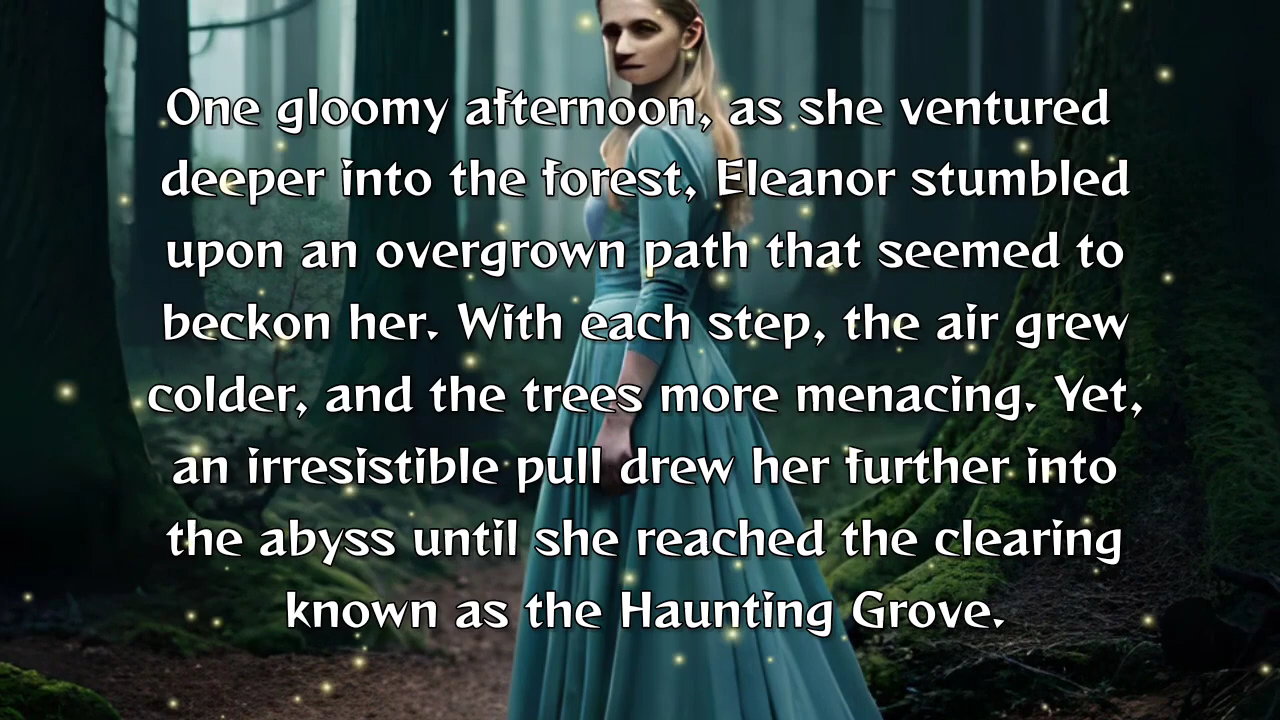 One gloomy afternoon, as she ventured
deeper into the forest, Eleanor stumbled
upon an overgrown path that seemed to
beckon her. With each step, the air grew
colder, and the trees more menacing. Yet,
an irresistible pull drew her further into
the abyss until she reached the clearing
known as the Haunting Grove.